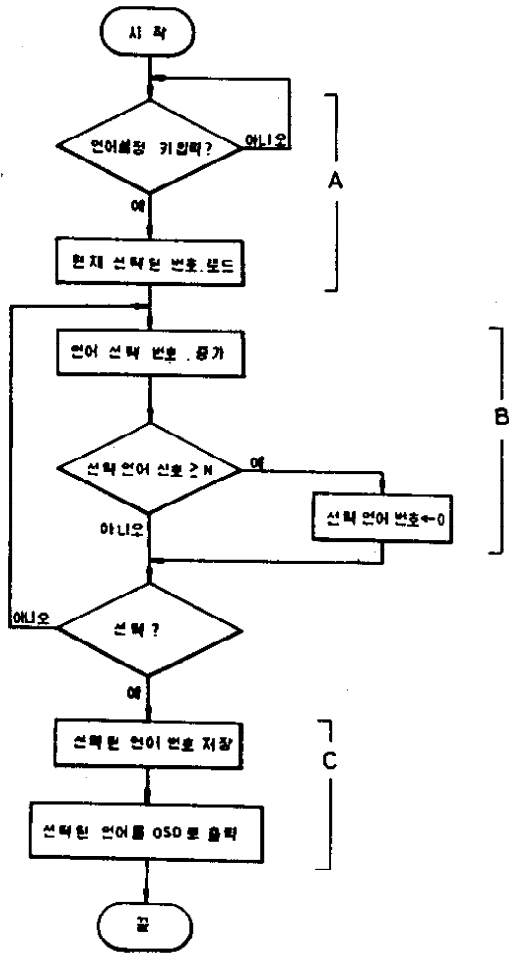 시 작
언어설정 키입력?
아니오
예
A
현재 선택된 번호.로드
언어 선택 번호 . 증가
B
선택 언어 신호 ≥ N
예
선택 언어 번호←0
아니오
선택?
아니오
예
선택된 언어 번호 저장
C
선택된 언어를 OSD로 출력
끝